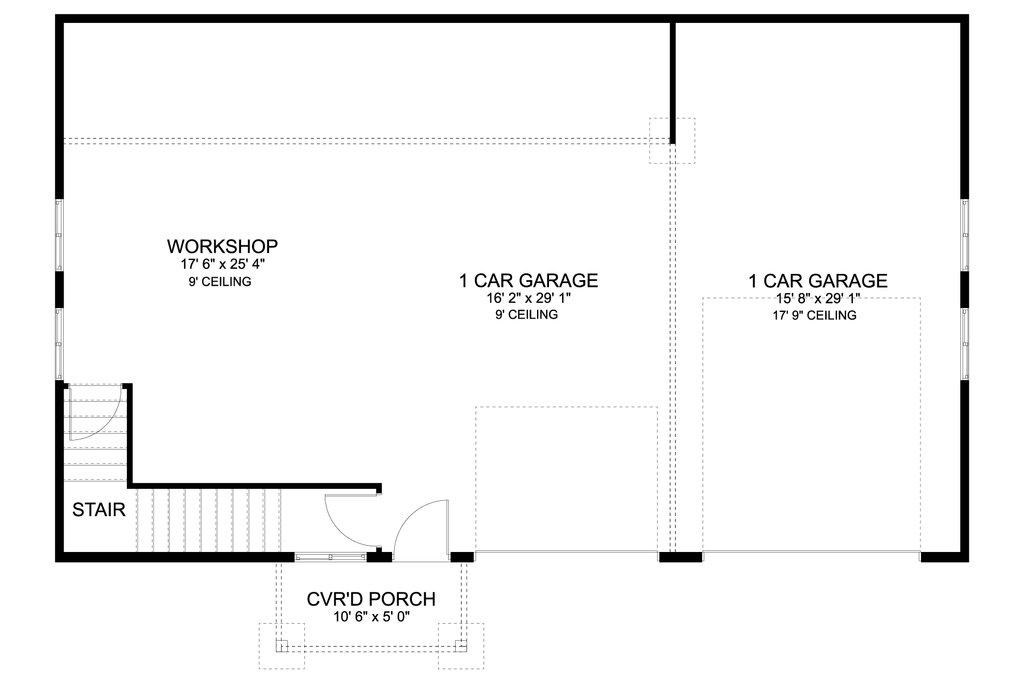 WORKSHOP
17' 6" x 25' 4"
9' CEILING
1 CAR GARAGE
16' 2" x 29' 1"
9' CEILING
1 CAR GARAGE
15' 8" x 29' 1"
17' 9" CEILING
STAIR
CVR'D PORCH
10' 6" x 5' 0"